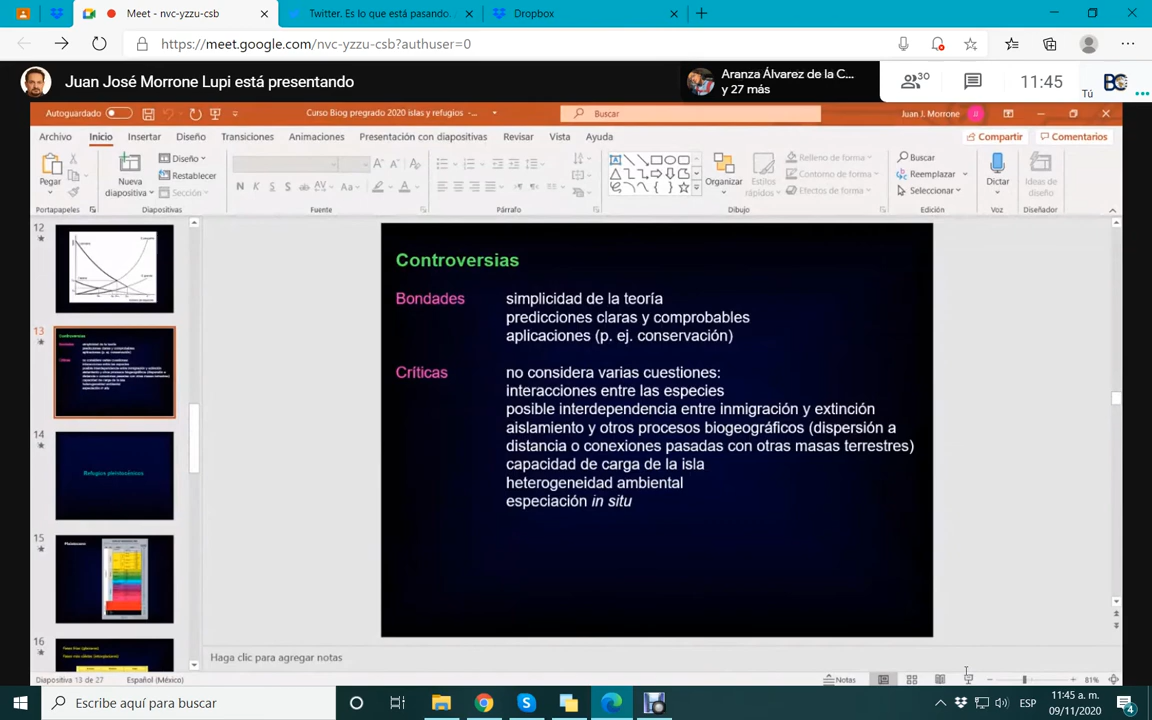 Meet - nvc-yzzu-csb
Twitter. Es lo que está pasando.
Dropbox
https://meet.google.com/nvc-yzzu-csb?authuser=0
Juan José Morrone Lupi está presentando
Aranza Álvarez de la C...
y 27 más
30
11:45
Tú
Autoguardado
Curso Biog pregrado 2020 islas y refugios -
Buscar
Juan J. Morrone
Archivo Inicio Insertar Diseño Transiciones Animaciones Presentación con diapositivas Revisar Vista Ayuda
Compartir Comentarios
Pegar
Nueva diapositiva
Diseño
Restablecer
Sección
Organizar
Estilos rápidos
Relleno de forma
Contorno de forma
Efectos de forma
Buscar
Reemplazar
Seleccionar
Dictar
Ideas de diseñador
Portapapeles Diapositivas Fuente Párrafo Dibujo Edición Voz Diseñador
12
13
14
Refugios pleistocénicos
15
Pleistoceno
16
Controversias
Bondades simplicidad de la teoría
predicciones claras y comprobables
aplicaciones (p. ej. conservación)
Críticas no considera varias cuestiones:
interacciones entre las especies
posible interdependencia entre inmigración y extinción
aislamiento y otros procesos biogeográficos (dispersión a
distancia o conexiones pasadas con otras masas terrestres)
capacidad de carga de la isla
heterogeneidad ambiental
especiación in situ
Haga clic para agregar notas
Diapositiva 13 de 27 Español (México)
Notas
81%
Escribe aquí para buscar
ESP
11:45 a. m.
09/11/2020
4